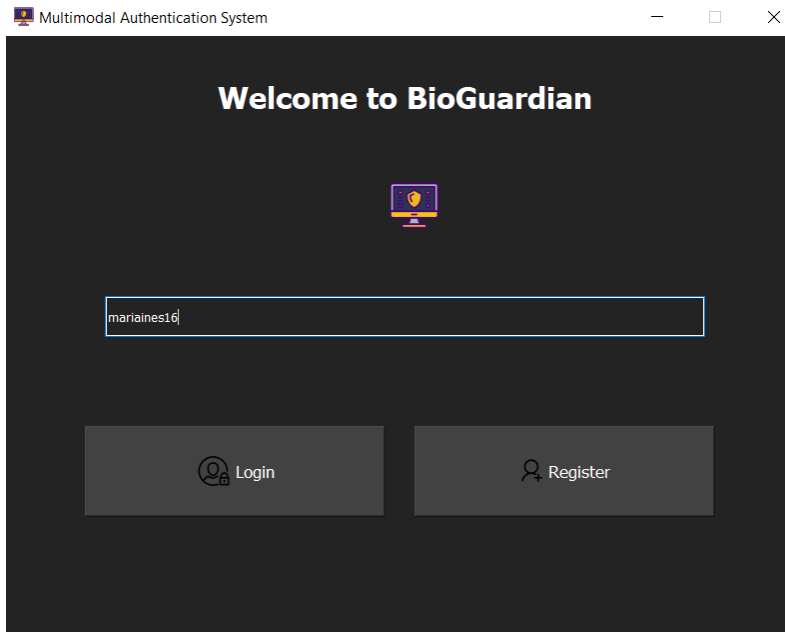 Multimodal Authentication System
Welcome to BioGuardian
mariaines16
Login
Register